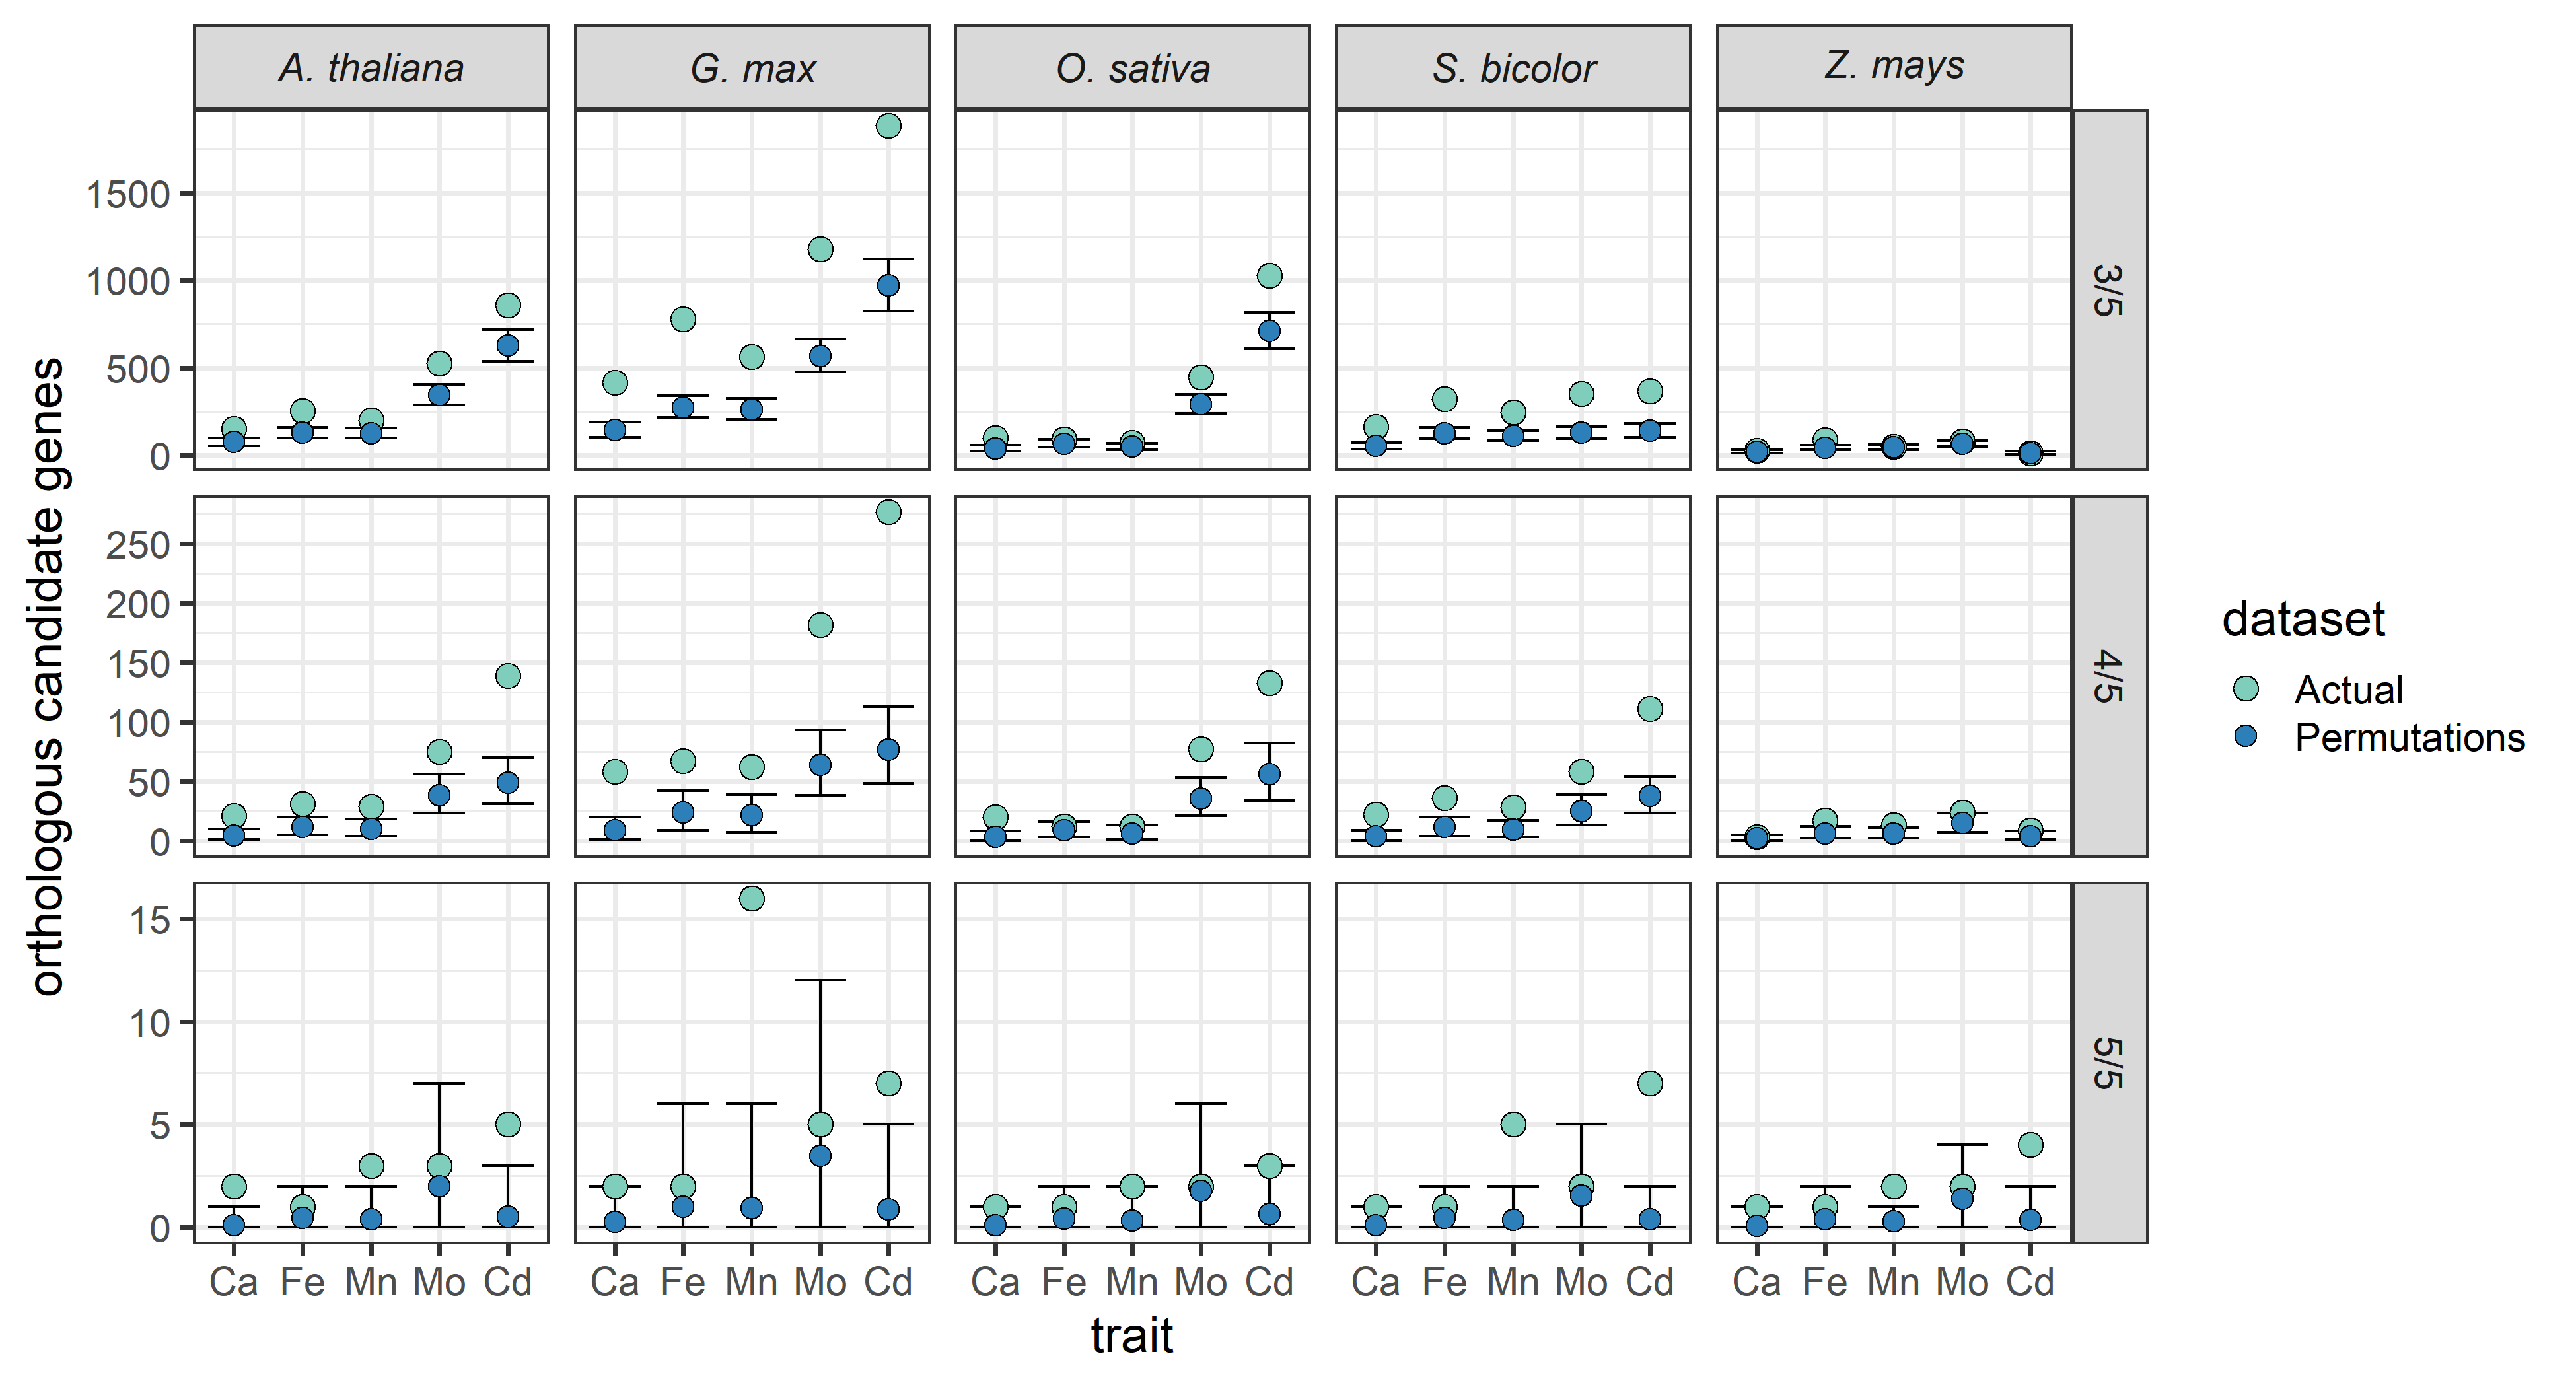 A. thaliana
G. max
O. sativa
S. bicolor
Z. mays
orthologous candidate genes
1500
1000
500
0
3/5
250
200
150
100
50
0
4/5
15
10
5
0
5/5
Ca Fe Mn Mo Cd
Ca Fe Mn Mo Cd
Ca Fe Mn Mo Cd
Ca Fe Mn Mo Cd
Ca Fe Mn Mo Cd
trait
dataset
Actual
Permutations